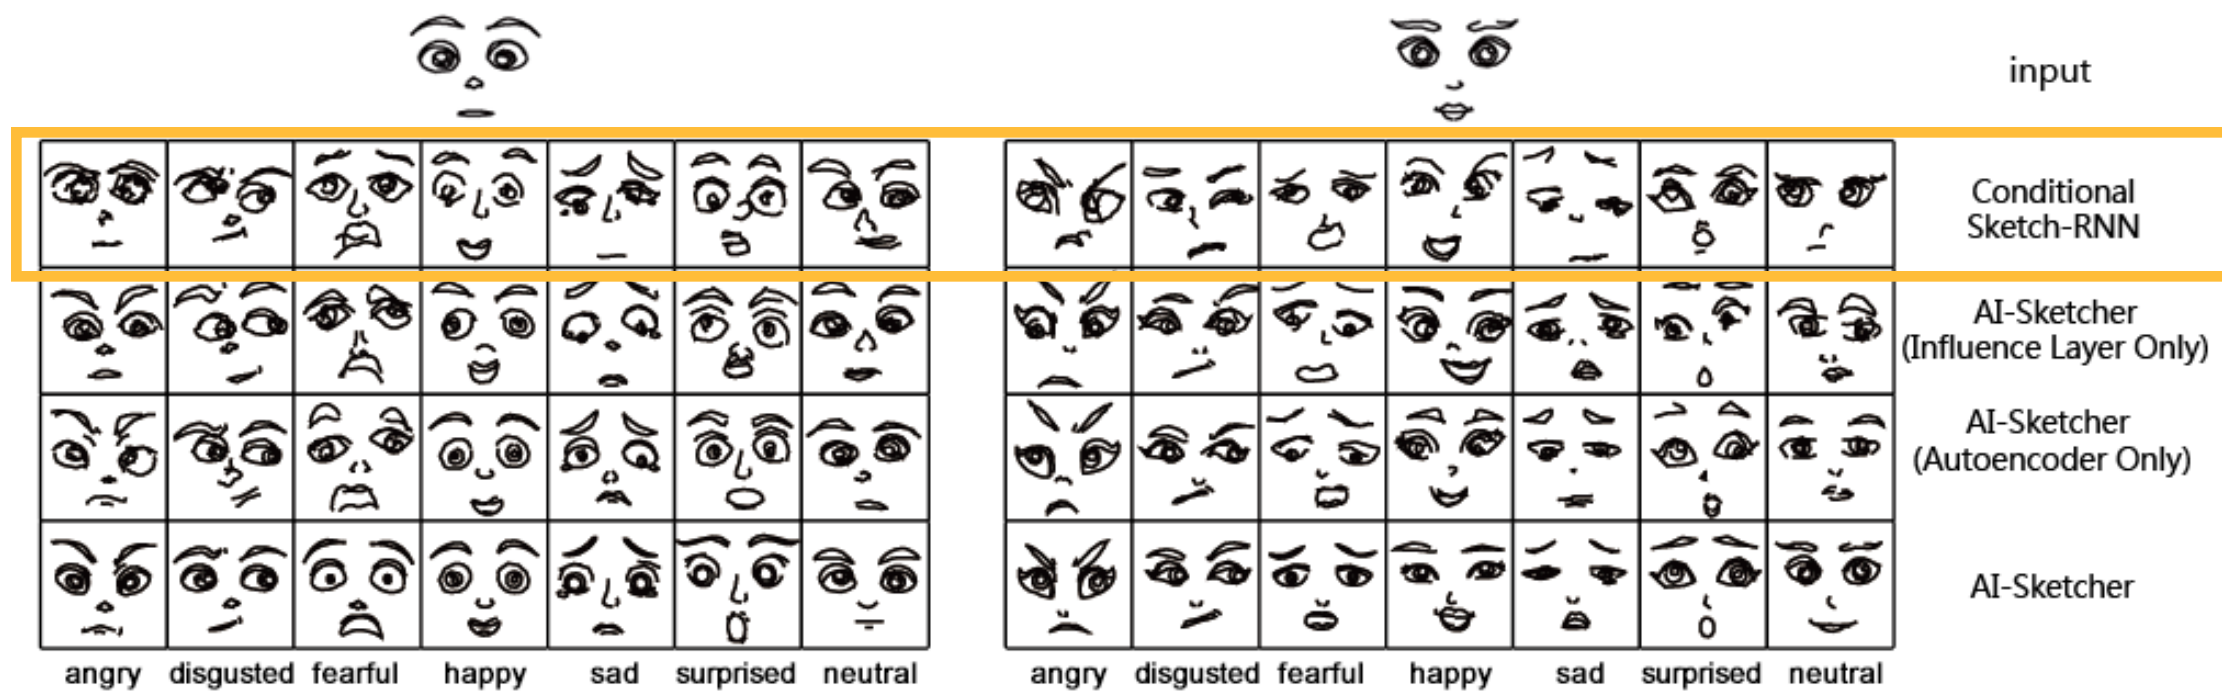 input
Conditional
Sketch-RNN
AI-Sketcher
(Influence Layer Only)
AI-Sketcher
(Autoencoder Only)
AI-Sketcher
angry disgusted fearful happy sad surprised neutral
angry disgusted fearful happy sad surprised neutral